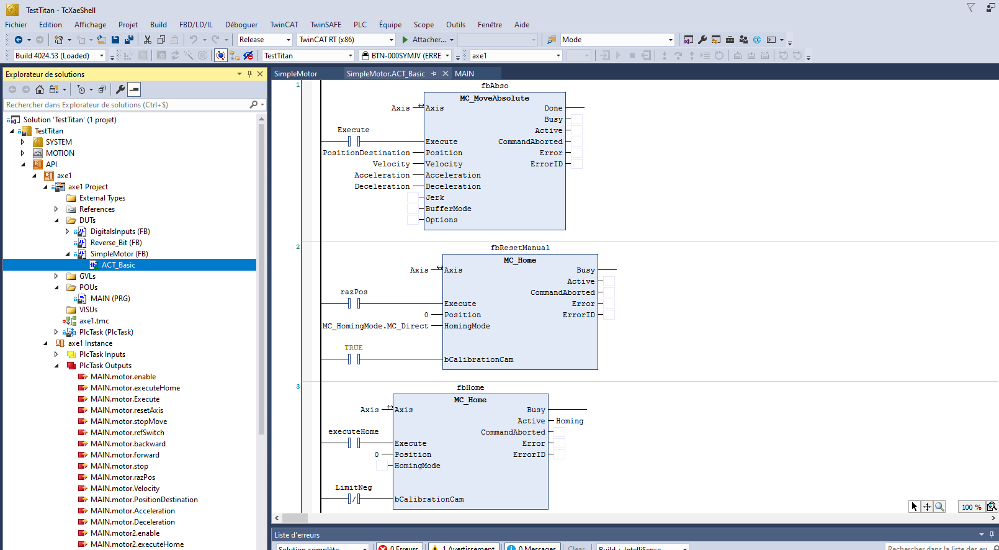 TestTitan - TcXaeShell
Fichier Edition Affichage Projet Build FBD/LD/IL Déboguer TwinCAT TwinSAFE PLC Équipe Scope Outils Fenêtre Aide
Release TwinCAT RT (x86) Attacher... Mode
Build 4024.53 (Loaded) TestTitan BTN-000SYMJV (ERRE axe1
Explorateur de solutions
Rechercher dans Explorateur de solutions (Ctrl+$)
Solution 'TestTitan' (1 projet)
TestTitan
SYSTEM
MOTION
API
axe1
axe1 Project
External Types
References
DUTs
DigitalsInputs (FB)
Reverse_Bit (FB)
SimpleMotor (FB)
ACT_Basic
GVLs
POUs
MAIN (PRG)
VISUs
axe1.tmc
PlcTask (PlcTask)
axe1 Instance
PlcTask Inputs
PlcTask Outputs
MAIN.motor.enable
MAIN.motor.executeHome
MAIN.motor.Execute
MAIN.motor.resetAxis
MAIN.motor.stopMove
MAIN.motor.refSwitch
MAIN.motor.backward
MAIN.motor.forward
MAIN.motor.stop
MAIN.motor.razPos
MAIN.motor.Velocity
MAIN.motor.PositionDestination
MAIN.motor.Acceleration
MAIN.motor.Deceleration
MAIN.motor2.enable
MAIN.motor2.executeHome
SimpleMotor SimpleMotor.ACT_Basic MAIN
1
fbAbso
MC_MoveAbsolute
Axis Axis Done
Busy
Execute Active
Execute CommandAborted
PositionDestination Position Error
Velocity Velocity ErrorID
Acceleration Acceleration
Deceleration Deceleration
Jerk
BufferMode
Options
2
fbResetManual
MC_Home
Axis Axis Busy
Active
razPos CommandAborted
Execute Error
0 Position ErrorID
MC_HomingMode.MC_Direct HomingMode
TRUE
bCalibrationCam
3
fbHome
MC_Home
Axis Axis Busy
Active Homing
executeHome CommandAborted
Execute Error
0 Position ErrorID
HomingMode
LimitNeg
bCalibrationCam
100 %
Liste d'erreurs
Solution complète 0 Erreurs 1 Avertissement 0 Messages Clear Build + IntelliSense Rechercher dans la liste des err